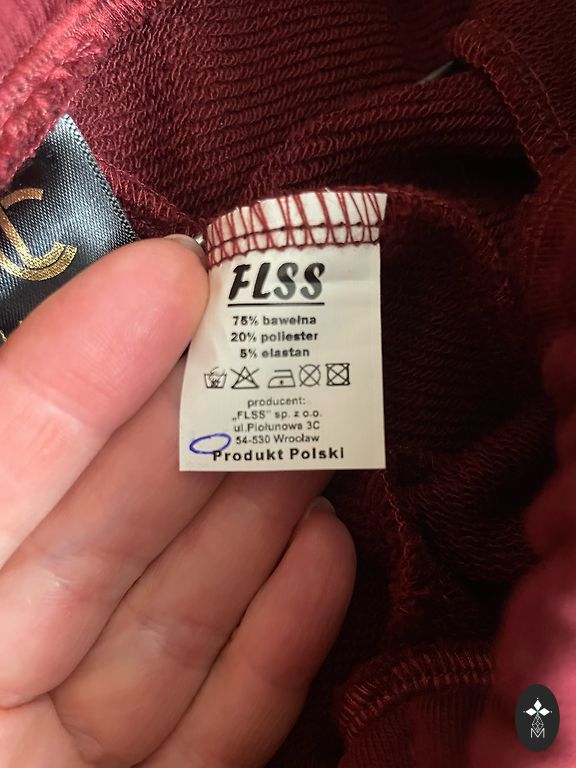 FLSS
75% bawełna
20% poliester
5% elastan
producent:
„FLSS" sp. z o.o.
ul.Piołunowa 3C
54-530 Wrocław
Produkt Polski
M